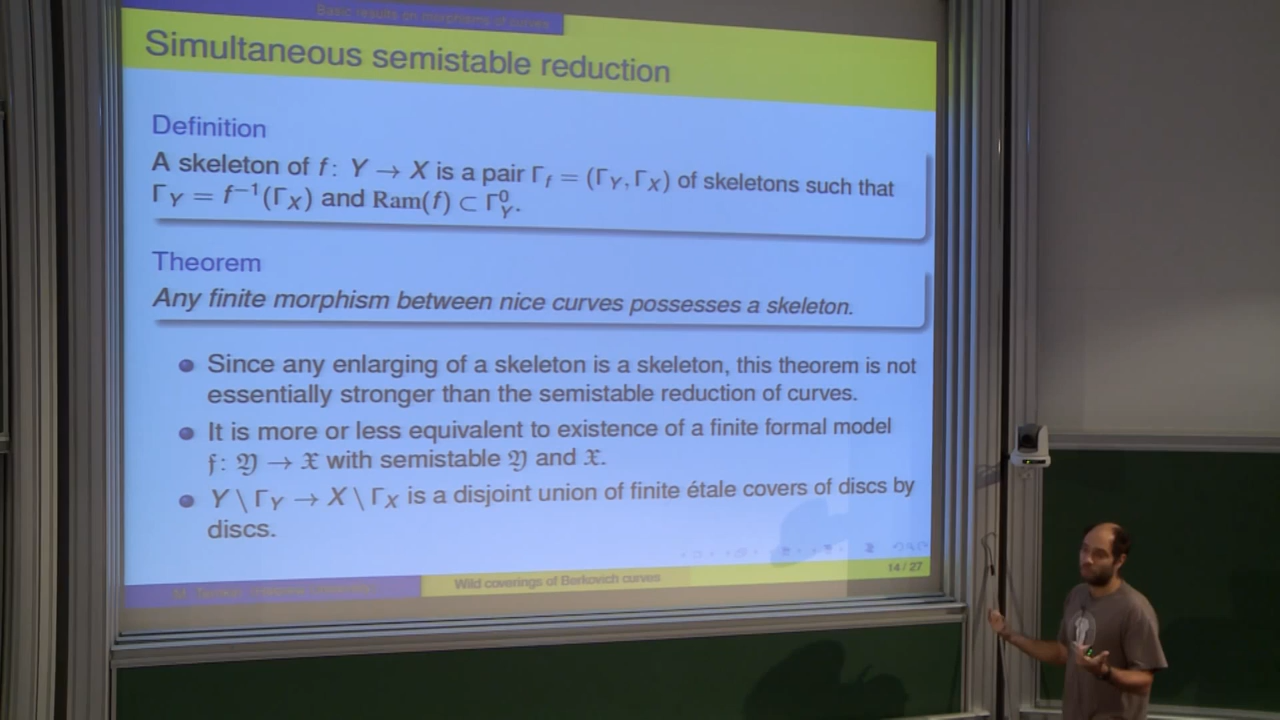 Basic results on morphisms of curves
Simultaneous semistable reduction
Definition
A skeleton of f: Y → X is a pair Γ_f = (Γ_Y, Γ_X) of skeletons such that
Γ_Y = f⁻¹(Γ_X) and Ram(f) ⊂ Γ_Y⁰.
Theorem
Any finite morphism between nice curves possesses a skeleton.
Since any enlarging of a skeleton is a skeleton, this theorem is not
essentially stronger than the semistable reduction of curves.
It is more or less equivalent to existence of a finite formal model
𝔣: 𝔜 → 𝔛 with semistable 𝔜 and 𝔛.
Y \ Γ_Y → X \ Γ_X is a disjoint union of finite étale covers of discs by
discs.
14 / 27
Wild coverings of Berkovich curves